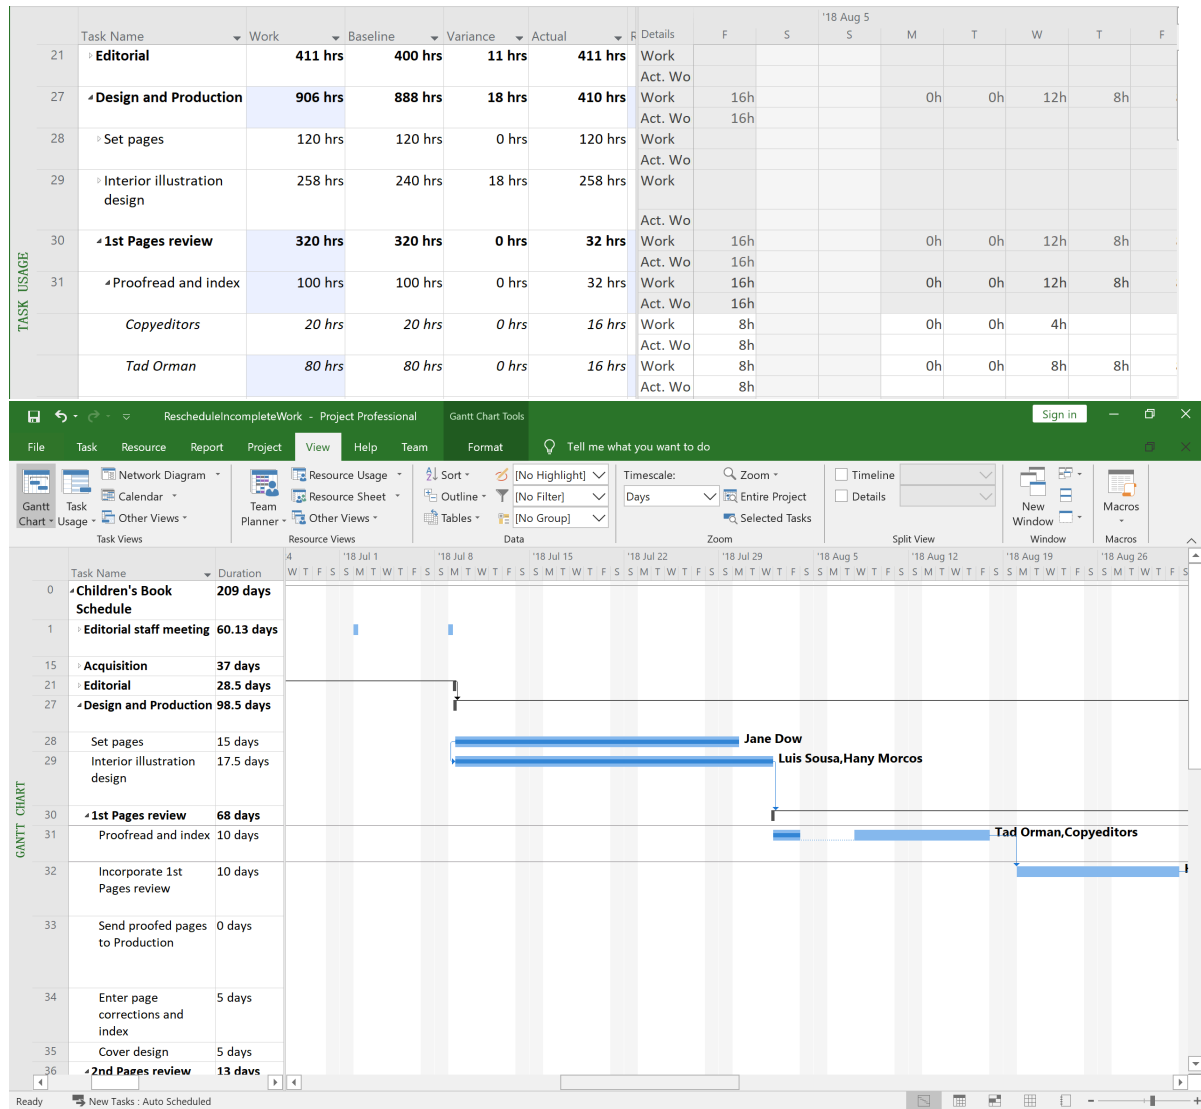 '18 Aug 5
Task Name Work Baseline Variance Actual R Details F S S M T W T F
21 Editorial 411 hrs 400 hrs 11 hrs 411 hrs Work
Act. Wo
27 Design and Production 906 hrs 888 hrs 18 hrs 410 hrs Work 16h 0h 0h 12h 8h
Act. Wo 16h
28 Set pages 120 hrs 120 hrs 0 hrs 120 hrs Work
Act. Wo
29 Interior illustration 258 hrs 240 hrs 18 hrs 258 hrs Work
design
Act. Wo
30 1st Pages review 320 hrs 320 hrs 0 hrs 32 hrs Work 16h 0h 0h 12h 8h
Act. Wo 16h
31 Proofread and index 100 hrs 100 hrs 0 hrs 32 hrs Work 16h 0h 0h 12h 8h
Act. Wo 16h
Copyeditors 20 hrs 20 hrs 0 hrs 16 hrs Work 8h 0h 0h 4h
Act. Wo 8h
Tad Orman 80 hrs 80 hrs 0 hrs 16 hrs Work 8h 0h 0h 8h 8h
Act. Wo 8h
TASK USAGE
RescheduleIncompleteWork - Project Professional Gantt Chart Tools Sign in
File Task Resource Report Project View Help Team Format Tell me what you want to do
Gantt Chart
Task Usage
Network Diagram
Calendar
Other Views
Task Views
Team Planner
Resource Usage
Resource Sheet
Other Views
Resource Views
Sort
Outline
Tables
[No Highlight]
[No Filter]
[No Group]
Data
Timescale:
Days
Zoom
Entire Project
Selected Tasks
Zoom
Timeline
Details
Split View
New Window
Window
Macros
Macros
4 '18 Jul 1 '18 Jul 8 '18 Jul 15 '18 Jul 22 '18 Jul 29 '18 Aug 5 '18 Aug 12 '18 Aug 19 '18 Aug 26
Task Name Duration W T F S S M T W T F S S M T W T F S S M T W T F S S M T W T F S S M T W T F S S M T W T F S S M T W T F S S M T W T F S S M T W T F S
0 Children's Book 209 days
Schedule
1 Editorial staff meeting 60.13 days
15 Acquisition 37 days
21 Editorial 28.5 days
27 Design and Production 98.5 days
28 Set pages 15 days Jane Dow
29 Interior illustration 17.5 days Luis Sousa,Hany Morcos
design
30 1st Pages review 68 days
31 Proofread and index 10 days Tad Orman,Copyeditors
32 Incorporate 1st 10 days
Pages review
33 Send proofed pages 0 days
to Production
34 Enter page 5 days
corrections and
index
35 Cover design 5 days
36 2nd Pages review 13 days
GANTT CHART
Ready New Tasks : Auto Scheduled